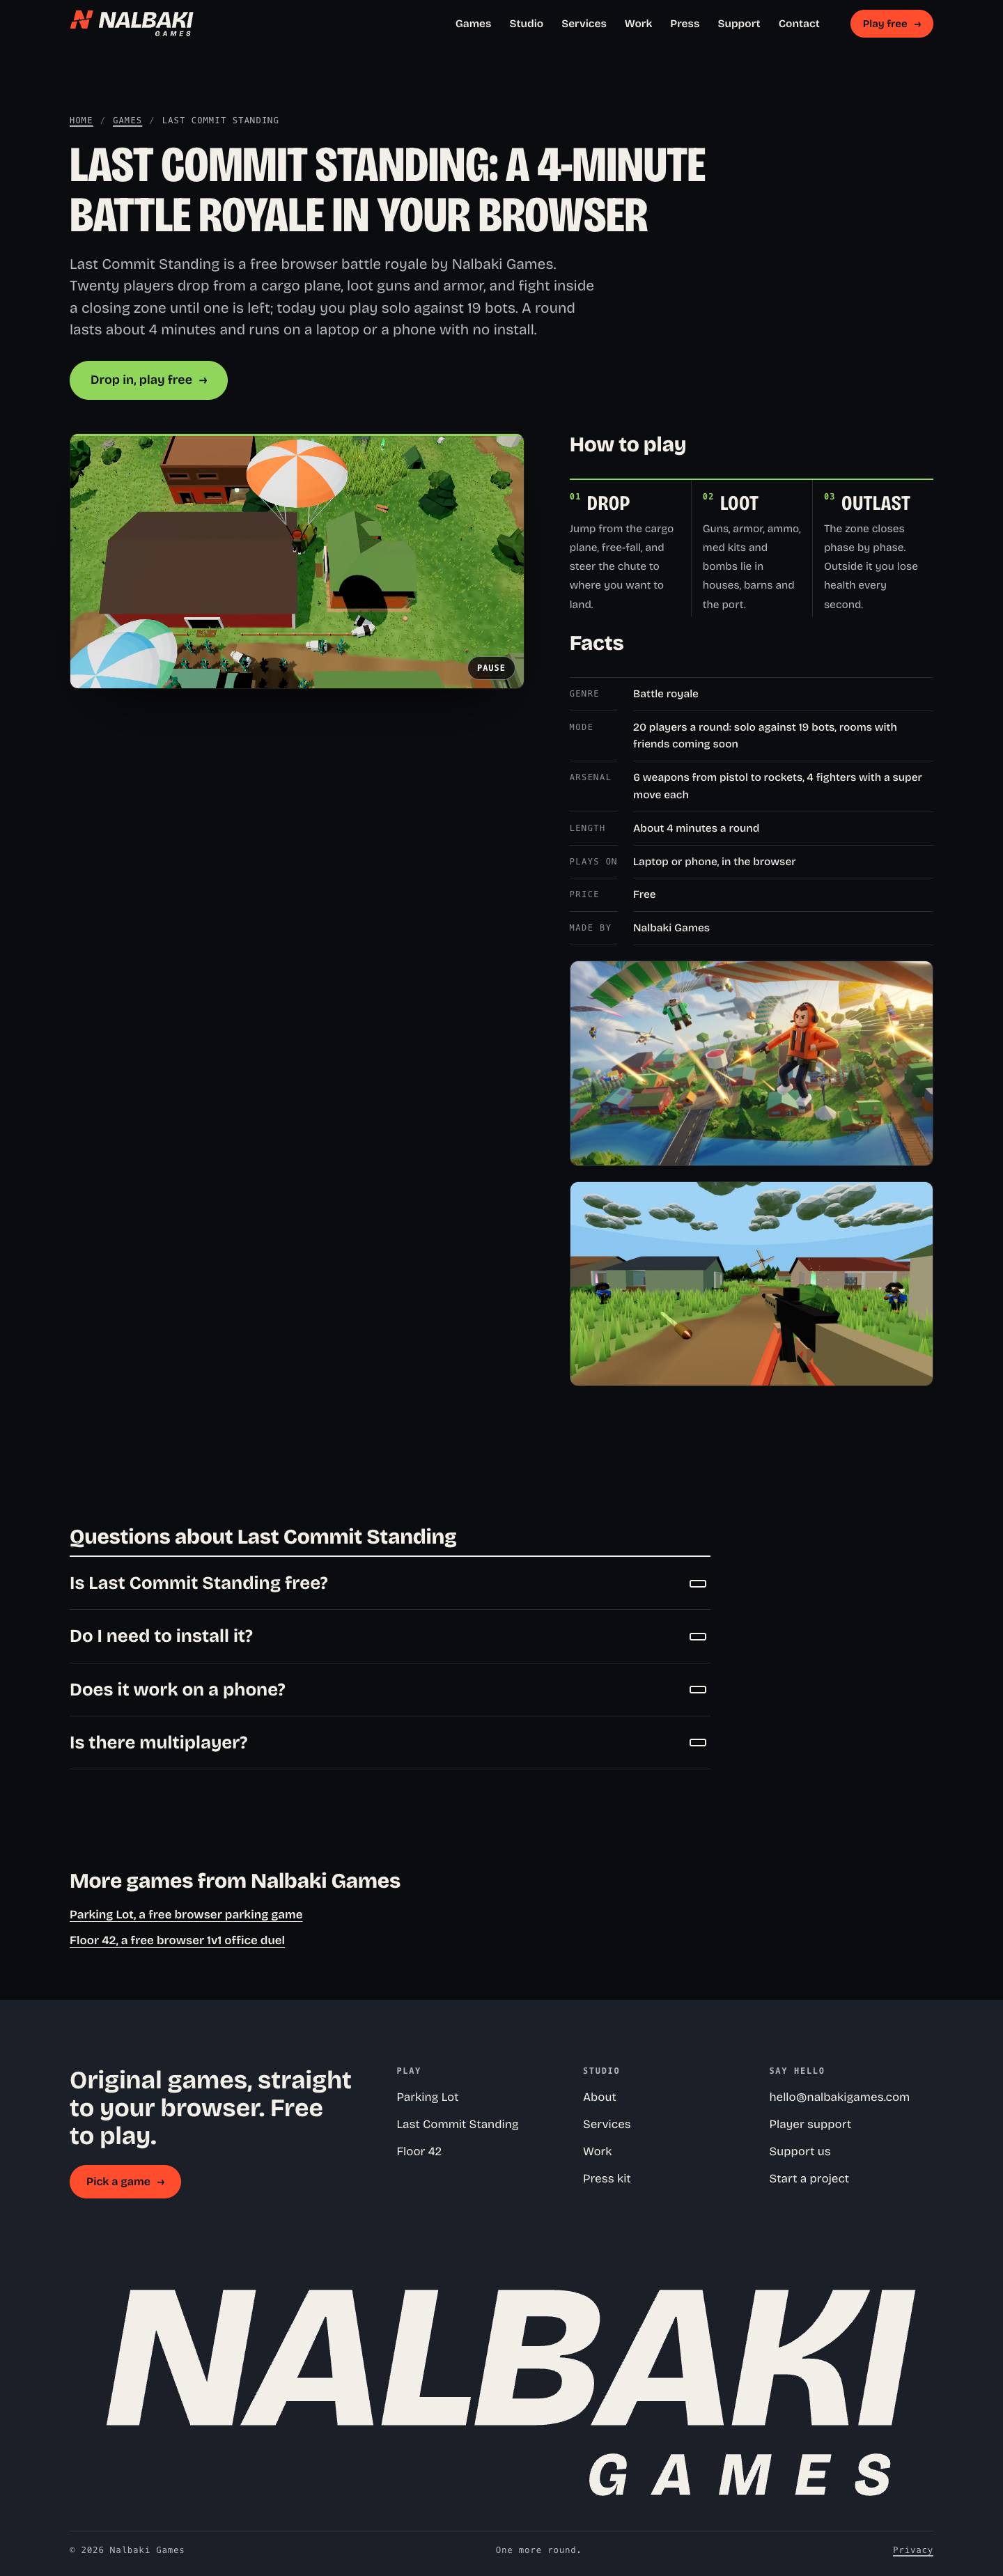 NALBAKI
GAMES
Games Studio Services Work Press Support Contact Play free →
HOME / GAMES / LAST COMMIT STANDING
LAST COMMIT STANDING: A 4-MINUTE
BATTLE ROYALE IN YOUR BROWSER
Last Commit Standing is a free browser battle royale by Nalbaki Games.
Twenty players drop from a cargo plane, loot guns and armor, and fight inside
a closing zone until one is left; today you play solo against 19 bots. A round
lasts about 4 minutes and runs on a laptop or a phone with no install.
Drop in, play free →
PAUSE
How to play
01 DROP
Jump from the cargo
plane, free-fall, and
steer the chute to
where you want to
land.
02 LOOT
Guns, armor, ammo,
med kits and
bombs lie in
houses, barns and
the port.
03 OUTLAST
The zone closes
phase by phase.
Outside it you lose
health every
second.
Facts
GENRE Battle royale
MODE 20 players a round: solo against 19 bots, rooms with
friends coming soon
ARSENAL 6 weapons from pistol to rockets, 4 fighters with a super
move each
LENGTH About 4 minutes a round
PLAYS ON Laptop or phone, in the browser
PRICE Free
MADE BY Nalbaki Games
Questions about Last Commit Standing
Is Last Commit Standing free?
Do I need to install it?
Does it work on a phone?
Is there multiplayer?
More games from Nalbaki Games
Parking Lot, a free browser parking game
Floor 42, a free browser 1v1 office duel
Original games, straight
to your browser. Free
to play.
Pick a game →
PLAY
Parking Lot
Last Commit Standing
Floor 42
STUDIO
About
Services
Work
Press kit
SAY HELLO
hello@nalbakigames.com
Player support
Support us
Start a project
NALBAKI
GAMES
© 2026 Nalbaki Games
One more round.
Privacy